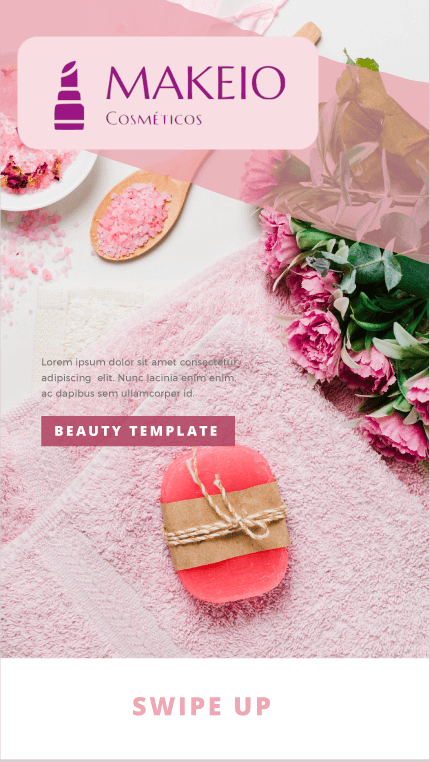 MAKEIO
Cosméticos
Lorem ipsum dolor sit amet consectetur
adipiscing elit. Nunc lacinia enim enim,
ac dapibus sem ullamcorper id.
BEAUTY TEMPLATE
SWIPE UP